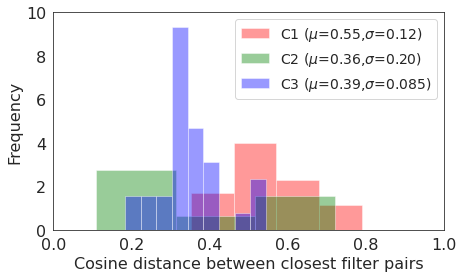 10
8
6
4
2
0
Frequency
C1 (μ=0.55,σ=0.12)
C2 (μ=0.36,σ=0.20)
C3 (μ=0.39,σ=0.085)
0.0 0.2 0.4 0.6 0.8 1.0
Cosine distance between closest filter pairs